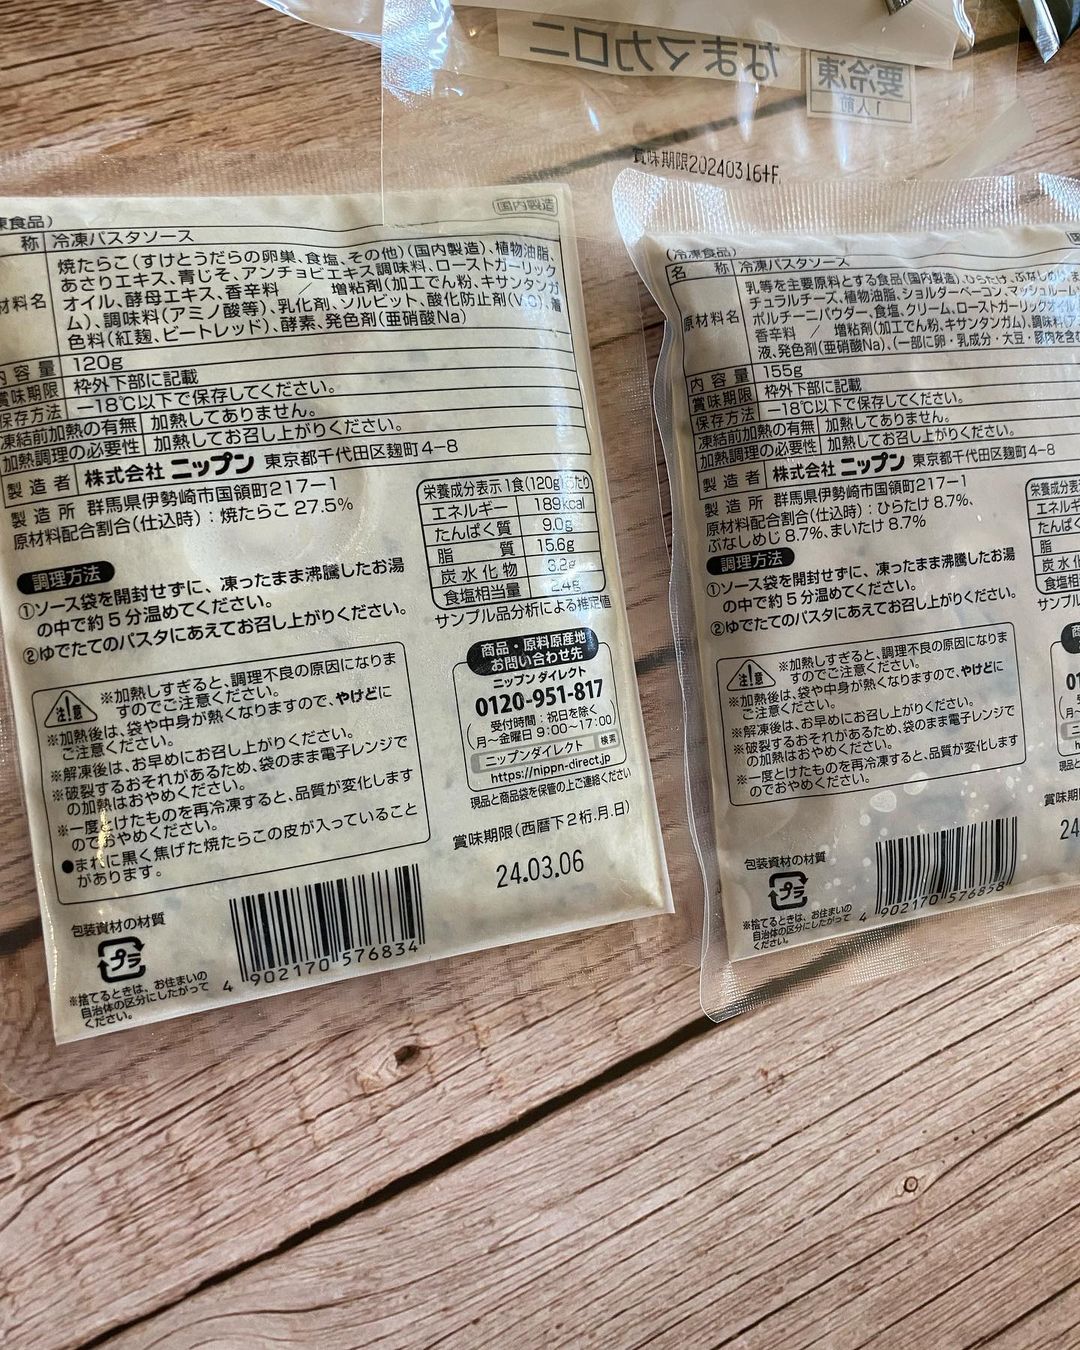 なまマカロニ
要冷凍
1人前
賞味期限20240316+F
凍食品)
称 冷凍パスタソース
材料名
焼たらこ(すけとうだらの卵巣、食塩、その他)(国内製造)、植物油脂、
あさりエキス、青じそ、アンチョビエキス調味料、ローストガーリック
オイル、酵母エキス、香辛料 / 増粘剤(加工でん粉、キサンタンガ
ム)、調味料(アミノ酸等)、乳化剤、ソルビット、酸化防止剤(V.C)、着
色料(紅麹、ビートレッド)、酵素、発色剤(亜硝酸Na)
内容量 120g
賞味期限 枠外下部に記載
保存方法 −18℃以下で保存してください。
凍結前加熱の有無 加熱してありません。
加熱調理の必要性 加熱してお召し上がりください。
製造者 株式会社 ニップン 東京都千代田区麹町4−8
製造所 群馬県伊勢崎市国領町217−1
原材料配合割合(仕込時):焼たらこ 27.5%
栄養成分表示 1食(120g)あたり
エネルギー 189kcal
たんぱく質 9.0g
脂質 15.6g
炭水化物 3.2g
食塩相当量 2.4g
サンプル品分析による推定値
調理方法
①ソース袋を開封せずに、凍ったまま沸騰したお湯
の中で約5分温めてください。
②ゆでたてのパスタにあえてお召し上がりください。
注意
※加熱しすぎると、調理不良の原因になりま
すのでご注意ください。
※加熱後は、袋や中身が熱くなりますので、やけどに
ご注意ください。
※解凍後は、お早めにお召し上がりください。
※破裂するおそれがあるため、袋のまま電子レンジで
の加熱はおやめください。
※一度とけたものを再冷凍すると、品質が変化します
のでおやめください。
●まれに黒く焦げた焼たらこの皮が入っていること
があります。
商品・原料原産地
お問い合わせ先
ニップン ダイレクト
0120-951-817
受付時間:祝日を除く
月〜金曜日 9:00〜17:00
ニップンダイレクト 検索
https://nippn-direct.jp
現品と商品袋を保管の上ご連絡ください
賞味期限(西暦下2桁.月.日)
24.03.06
包装資材の材質
プラ
※捨てるときは、お住まいの
自治体の区分にしたがって
ください。
4 902170 576834
(冷凍食品)
名称 冷凍パスタソース
原材料名
乳等を主要原料とする食品(国内製造)、ひらたけ、ぶなしめじ、ま
チュラルチーズ、植物油脂、ショルダーベーコン、マッシュルーム
ポルチーニパウダー、食塩、クリーム、ローストガーリックオイル
香辛料 / 増粘剤(加工でん粉、キサンタンガム)、調味料(ア
液、発色剤(亜硝酸Na)、(一部に卵・乳成分・大豆・豚肉を含む
内容量 155g
賞味期限 枠外下部に記載
保存方法 −18℃以下で保存してください。
凍結前加熱の有無 加熱してありません。
加熱調理の必要性 加熱してお召し上がりください。
製造者 株式会社 ニップン 東京都千代田区麹町4−8
製造所 群馬県伊勢崎市国領町217−1
原材料配合割合(仕込時):ひらたけ 8.7%、
ぶなしめじ 8.7%、まいたけ 8.7%
栄養成分表
エネル
たんぱく
脂
炭水化
食塩相当
サンプル
調理方法
①ソース袋を開封せずに、凍ったまま沸騰したお湯
の中で約5分温めてください。
②ゆでたてのパスタにあえてお召し上がりください。
注意
※加熱しすぎると、調理不良の原因になりま
すのでご注意ください。
※加熱後は、袋や中身が熱くなりますので、やけどに
ご注意ください。
※解凍後は、お早めにお召し上がりください。
※破裂するおそれがあるため、袋のまま電子レンジで
の加熱はおやめください。
※一度とけたものを再冷凍すると、品質が変化します
のでおやめください。
現品と
賞味期限
24
包装資材の材質
プラ
※捨てるときは、お住まいの
自治体の区分にしたがって
ください。
4 902170 576858